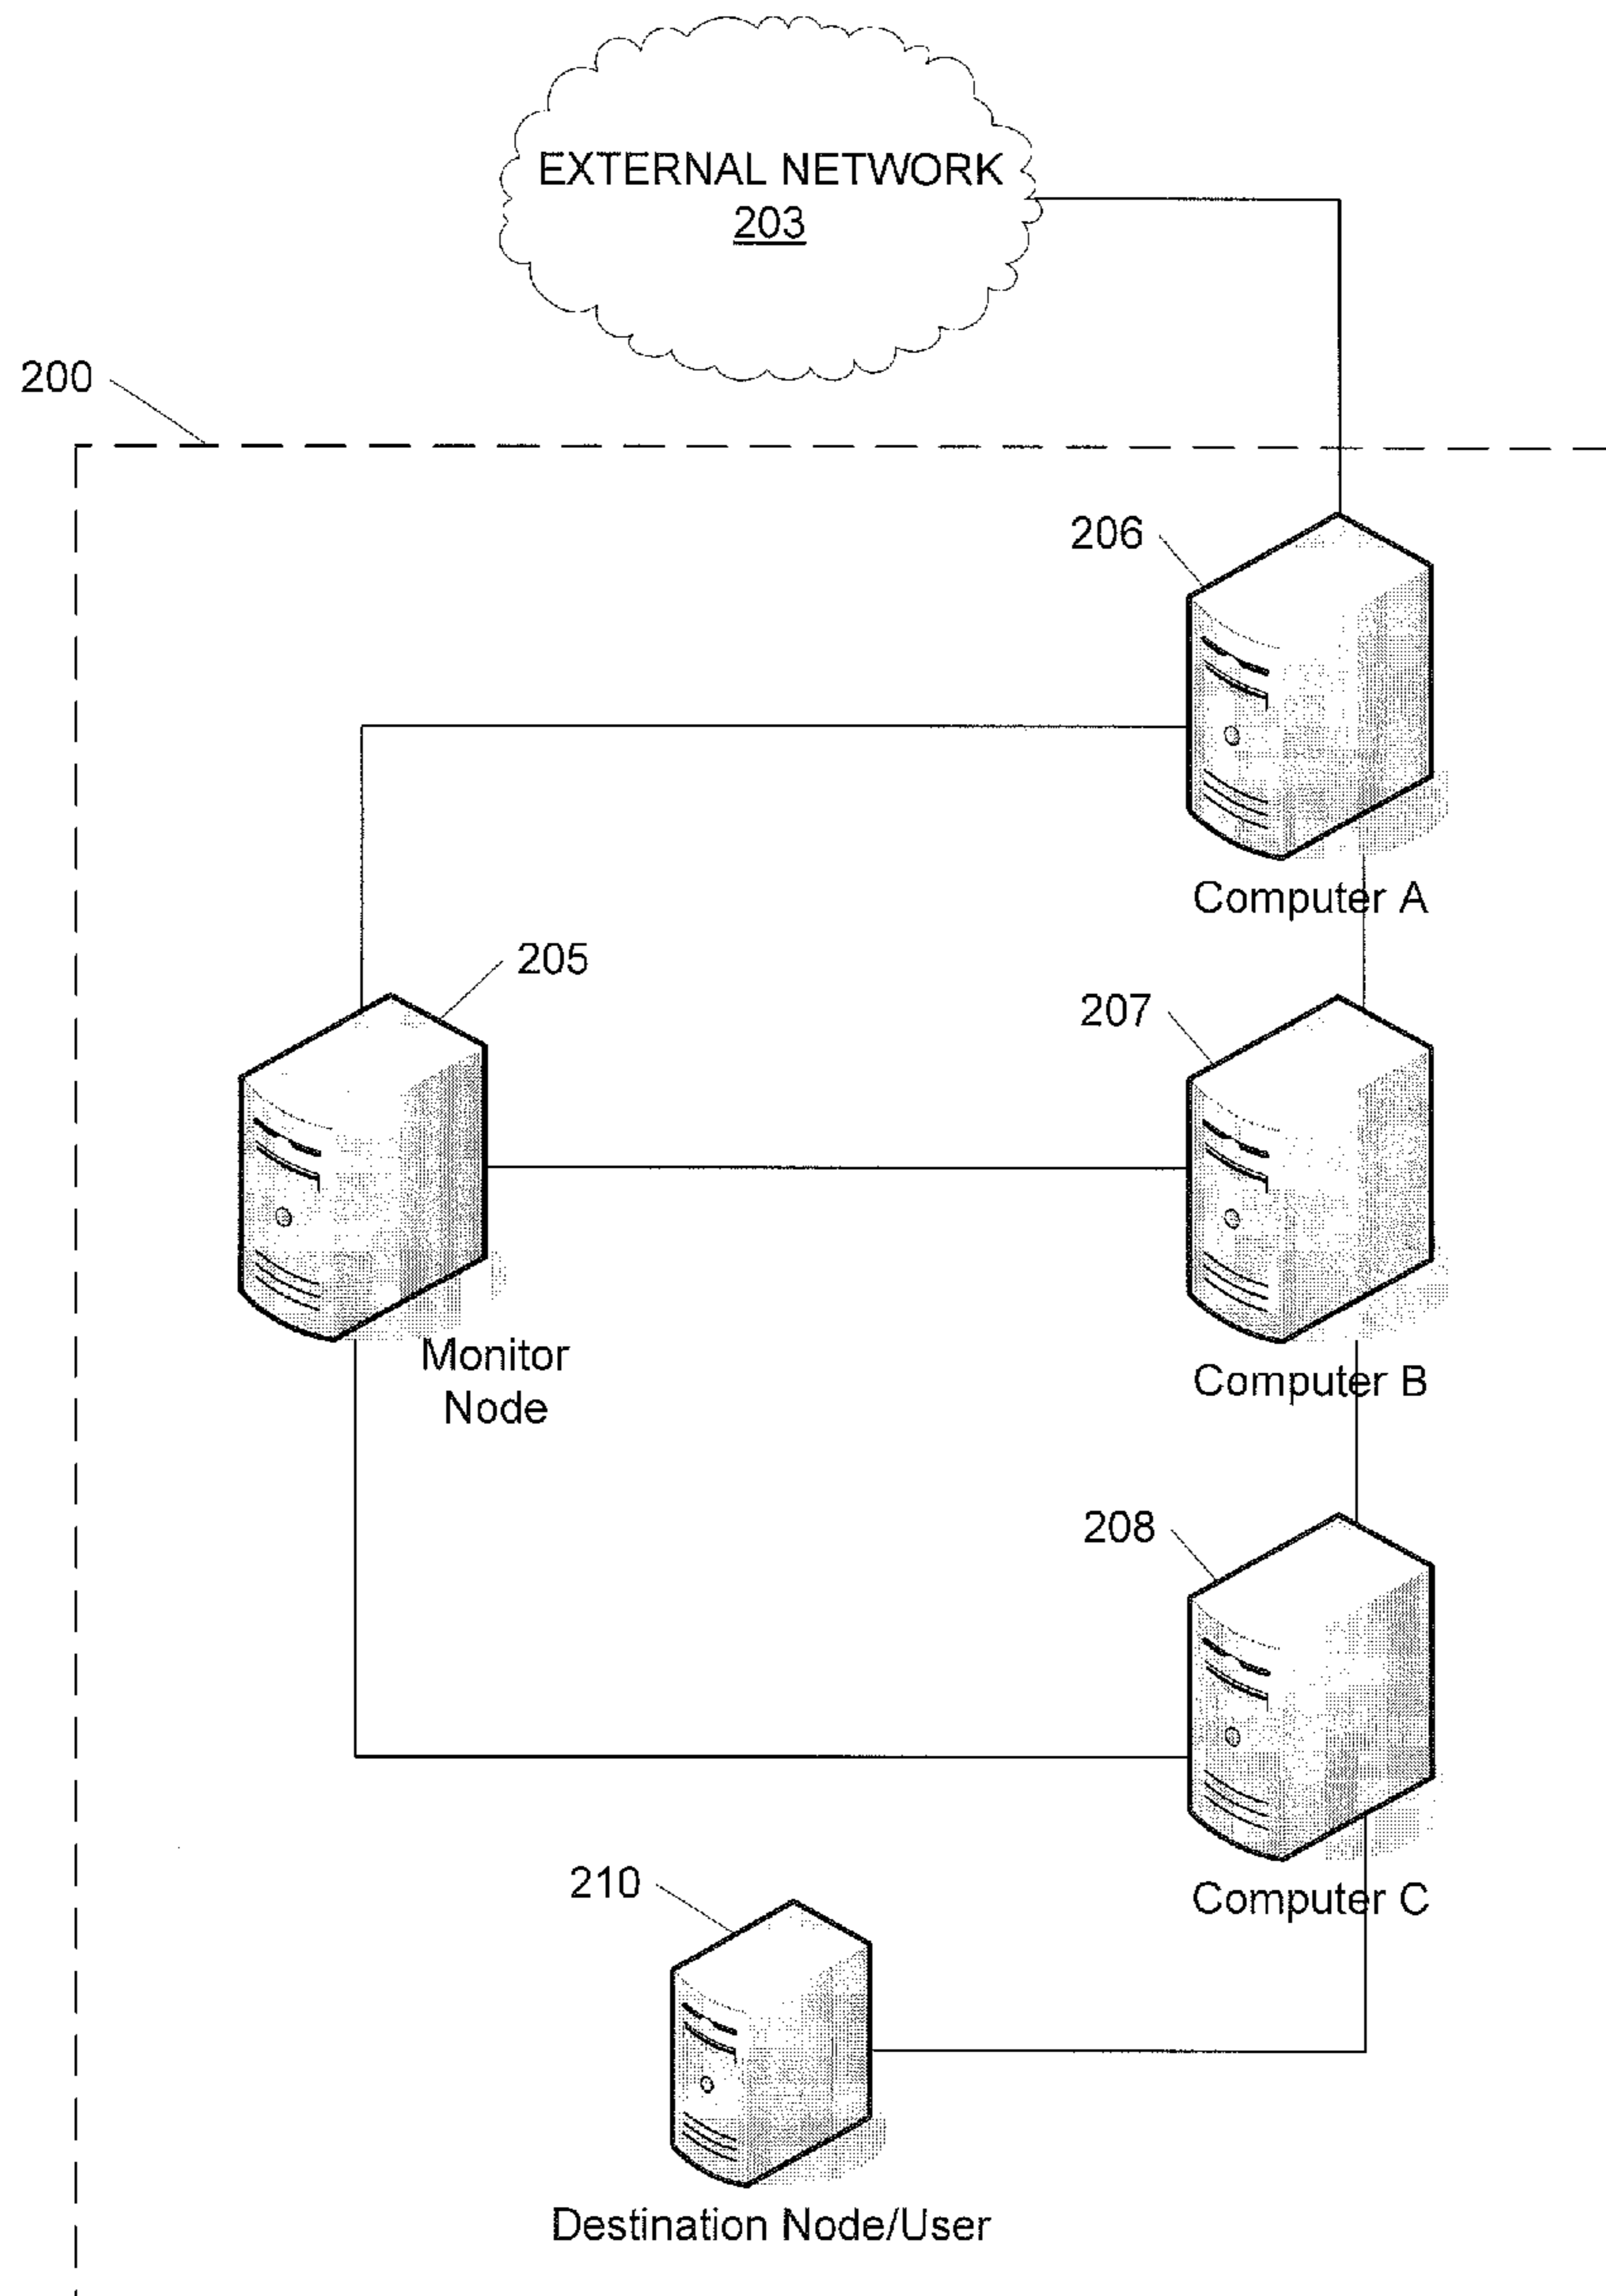 EXTERNAL NETWORK
203
200
206
Computer A
205
207
Monitor
Node
Computer B
208
210
Computer C
Destination Node/User